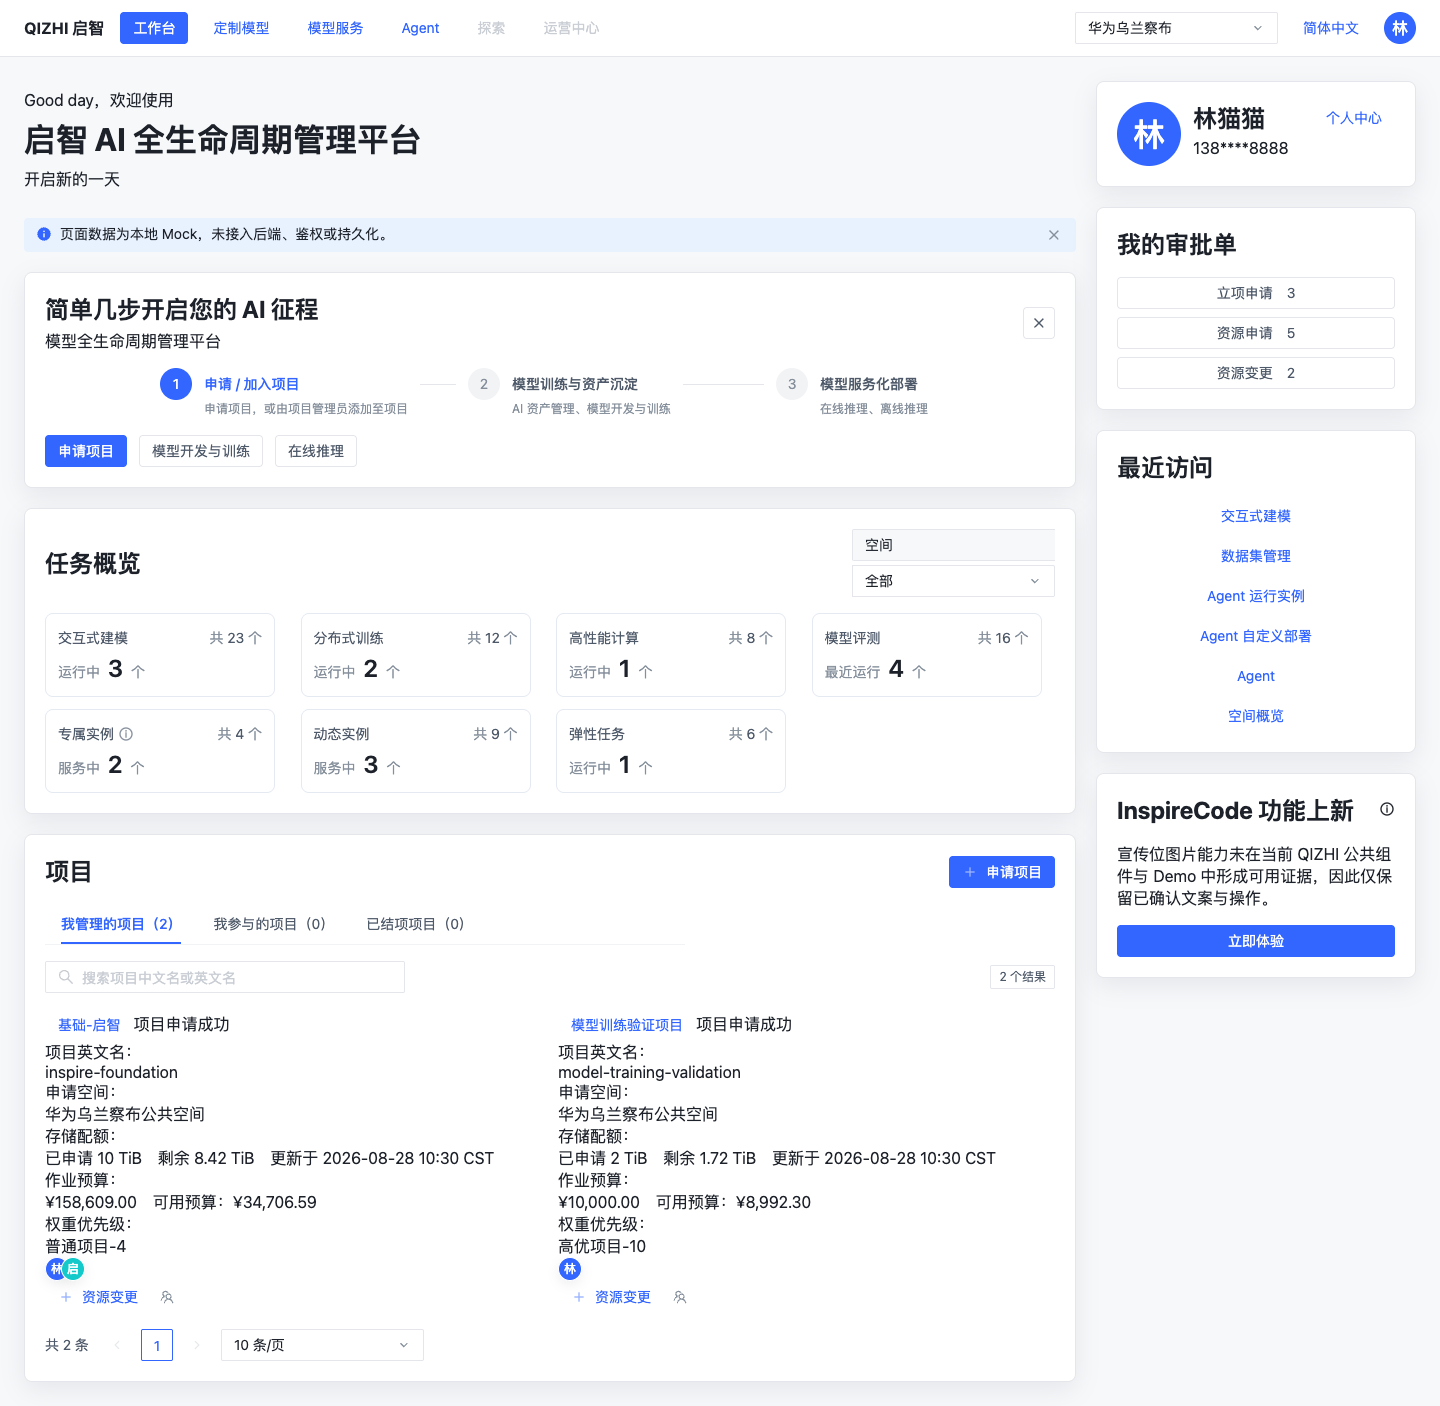 QIZHI 启智
工作台
定制模型
模型服务
Agent
探索
运营中心
华为乌兰察布
简体中文
林
Good day，欢迎使用
启智 AI 全生命周期管理平台
开启新的一天
页面数据为本地 Mock，未接入后端、鉴权或持久化。
简单几步开启您的 AI 征程
模型全生命周期管理平台
1 申请 / 加入项目
申请项目，或由项目管理员添加至项目
2 模型训练与资产沉淀
AI 资产管理、模型开发与训练
3 模型服务化部署
在线推理、离线推理
申请项目
模型开发与训练
在线推理
任务概览
空间
全部
交互式建模 共 23 个
运行中 3 个
分布式训练 共 12 个
运行中 2 个
高性能计算 共 8 个
运行中 1 个
模型评测 共 16 个
最近运行 4 个
专属实例 共 4 个
服务中 2 个
动态实例 共 9 个
服务中 3 个
弹性任务 共 6 个
运行中 1 个
项目
申请项目
我管理的项目（2）
我参与的项目（0）
已结项项目（0）
搜索项目中文名或英文名
2 个结果
基础-启智 项目申请成功
项目英文名：
inspire-foundation
申请空间：
华为乌兰察布公共空间
存储配额：
已申请 10 TiB 剩余 8.42 TiB 更新于 2026-08-28 10:30 CST
作业预算：
¥158,609.00 可用预算：¥34,706.59
权重优先级：
普通项目-4
林 启
资源变更
模型训练验证项目 项目申请成功
项目英文名：
model-training-validation
申请空间：
华为乌兰察布公共空间
存储配额：
已申请 2 TiB 剩余 1.72 TiB 更新于 2026-08-28 10:30 CST
作业预算：
¥10,000.00 可用预算：¥8,992.30
权重优先级：
高优项目-10
林
资源变更
共 2 条
1
10 条/页
林
林猫猫
138****8888
个人中心
我的审批单
立项申请 3
资源申请 5
资源变更 2
最近访问
交互式建模
数据集管理
Agent 运行实例
Agent 自定义部署
Agent
空间概览
InspireCode 功能上新
宣传位图片能力未在当前 QIZHI 公共组
件与 Demo 中形成可用证据，因此仅保
留已确认文案与操作。
立即体验